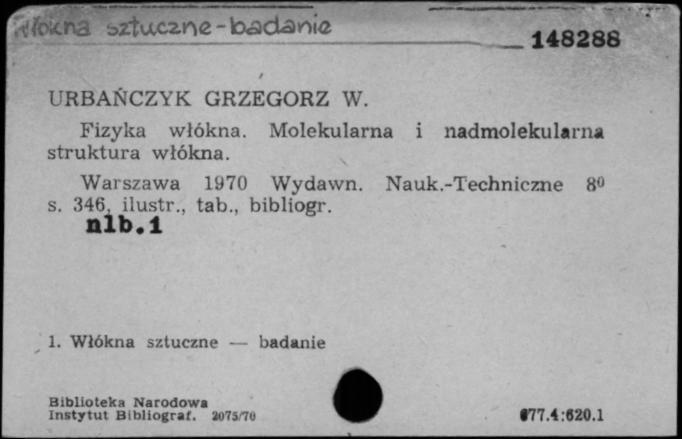 Włókna sztuczne-badanie
148288
URBAŃCZYK GRZEGORZ W.
Fizyka włókna. Molekularna i nadmolekularna
struktura włókna.
Warszawa 1970 Wydawn. Nauk.-Techniczne 8⁰
s. 346, ilustr., tab., bibliogr.
nlb.1
1. Włókna sztuczne — badanie
Biblioteka Narodowa
Instytut Bibliograf. 2075/70
677.4:620.1